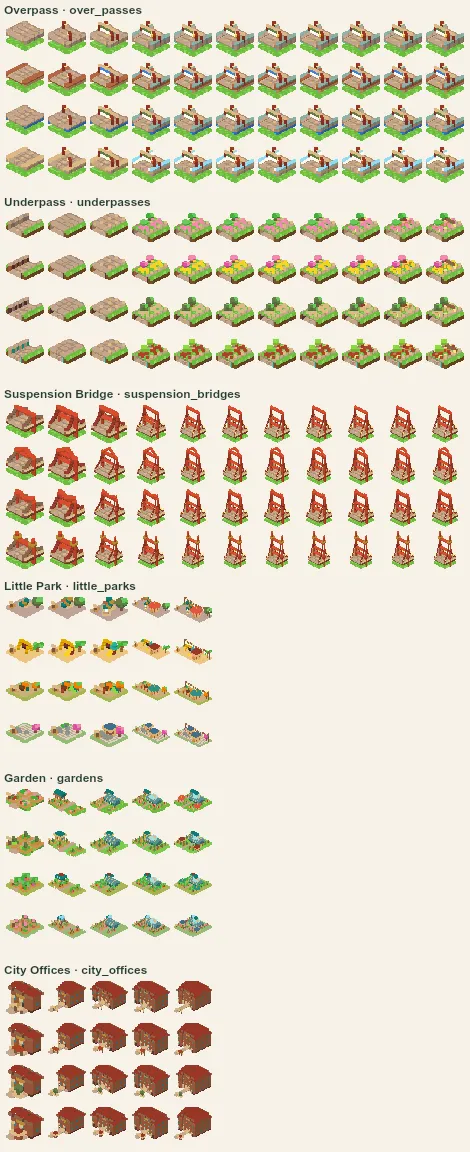 Overpass · over_passes
Underpass · underpasses
Suspension Bridge · suspension_bridges
Little Park · little_parks
Garden · gardens
City Offices · city_offices